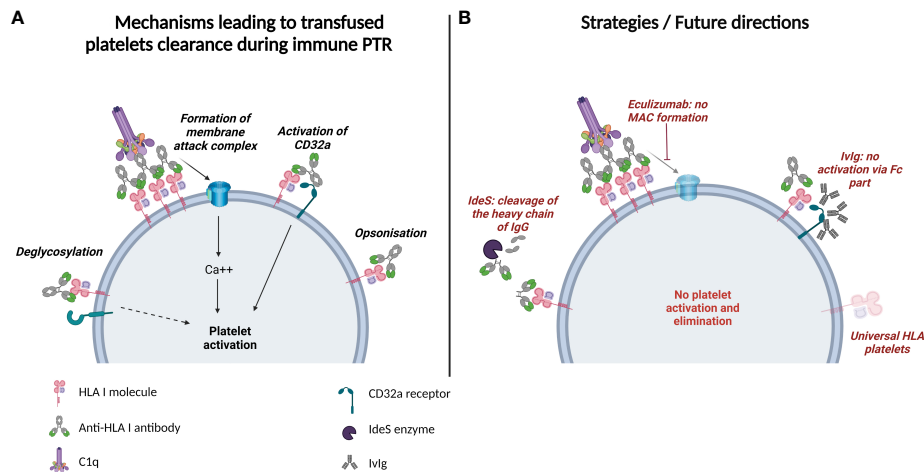 A
Mechanisms leading to transfused
platelets clearance during immune PTR
Formation of
membrane
attack complex
Activation of
CD32a
Deglycosylation
Opsonisation
Ca++
Platelet
activation
HLA I molecule
Anti-HLA I antibody
C1q
CD32a receptor
IdeS enzyme
IvIg
B
Strategies / Future directions
Eculizumab: no
MAC formation
IvIg: no
activation via Fc
part
IdeS: cleavage of
the heavy chain
of IgG
No platelet
activation and
elimination
Universal HLA
platelets